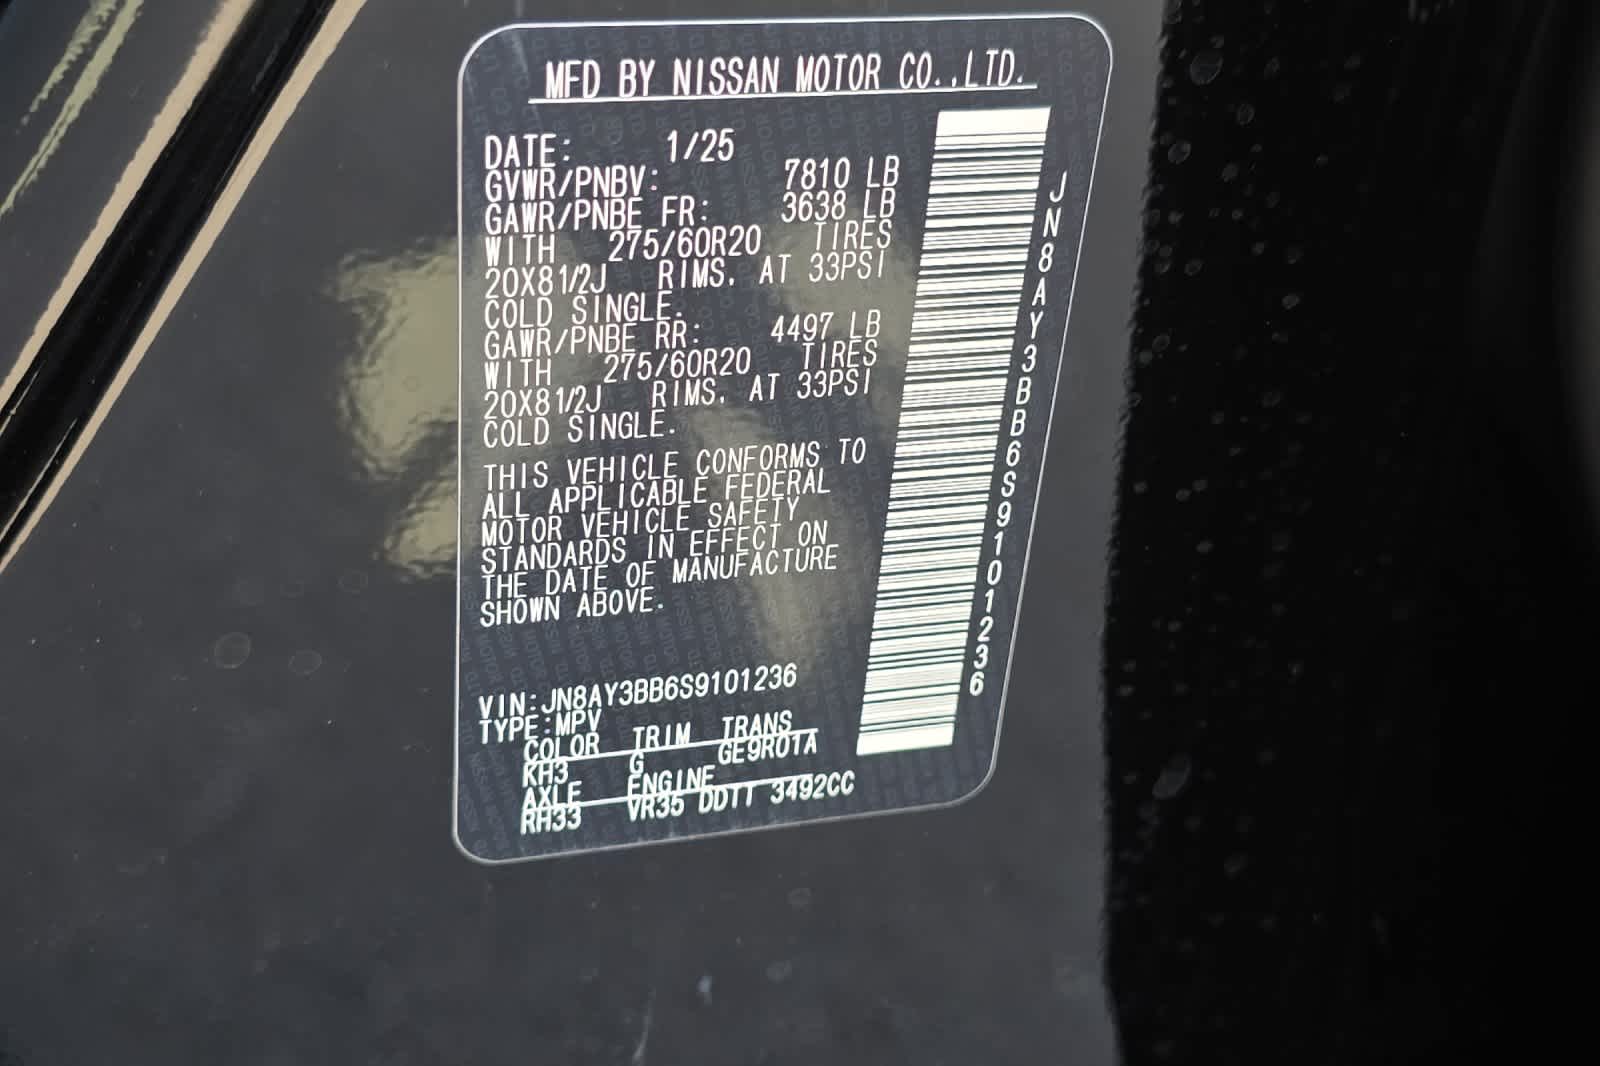 MFD BY NISSAN MOTOR CO.,LTD.
DATE: 1/25
GVWR/PNBV: 7810 LB
GAWR/PNBE FR: 3638 LB
WITH 275/60R20 TIRES
20X81/2J RIMS, AT 33PSI
COLD SINGLE.
GAWR/PNBE RR: 4497 LB
WITH 275/60R20 TIRES
20X81/2J RIMS, AT 33PSI
COLD SINGLE.
THIS VEHICLE CONFORMS TO
ALL APPLICABLE FEDERAL
MOTOR VEHICLE SAFETY
STANDARDS IN EFFECT ON
THE DATE OF MANUFACTURE
SHOWN ABOVE.
VIN:JN8AY3BB6S9101236
TYPE:MPV
COLOR TRIM TRANS
KH3 G GE9R01A
AXLE ENGINE
RH33 VR35 DDTT 3492CC
JN8AY3BB6S9101236